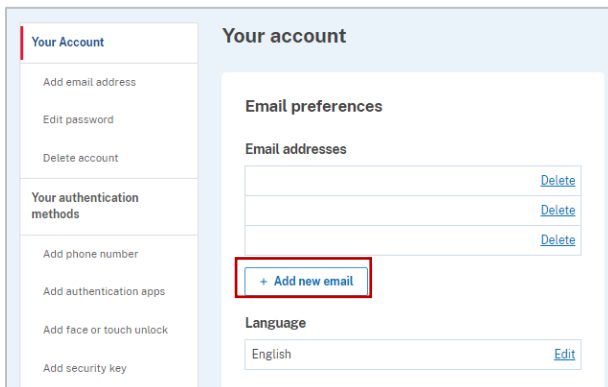 Your Account
Add email address
Edit password
Delete account
Your authentication
methods
Add phone number
Add authentication apps
Add face or touch unlock
Add security key
Your account
Email preferences
Email addresses
Delete
Delete
Delete
+ Add new email
Language
English Edit